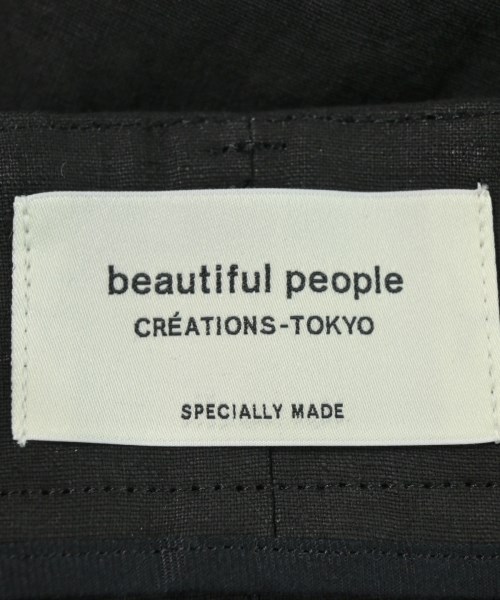 beautiful people
CRÉATIONS-TOKYO
SPECIALLY MADE